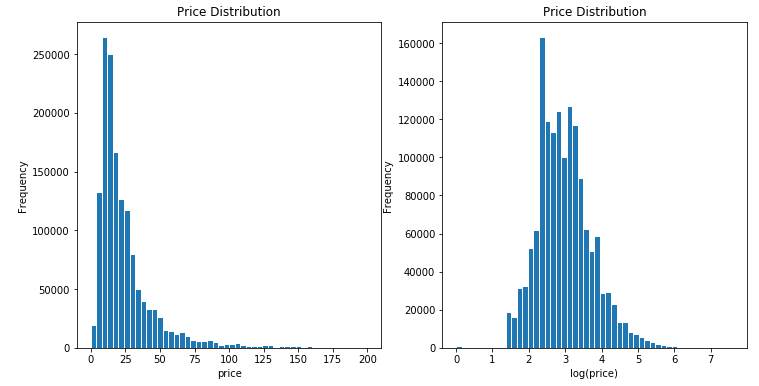 Price Distribution
250000
200000
150000
100000
50000
0
Frequency
0 25 50 75 100 125 150 175 200
price
Price Distribution
160000
140000
120000
100000
80000
60000
40000
20000
0
Frequency
0 1 2 3 4 5 6 7
log(price)